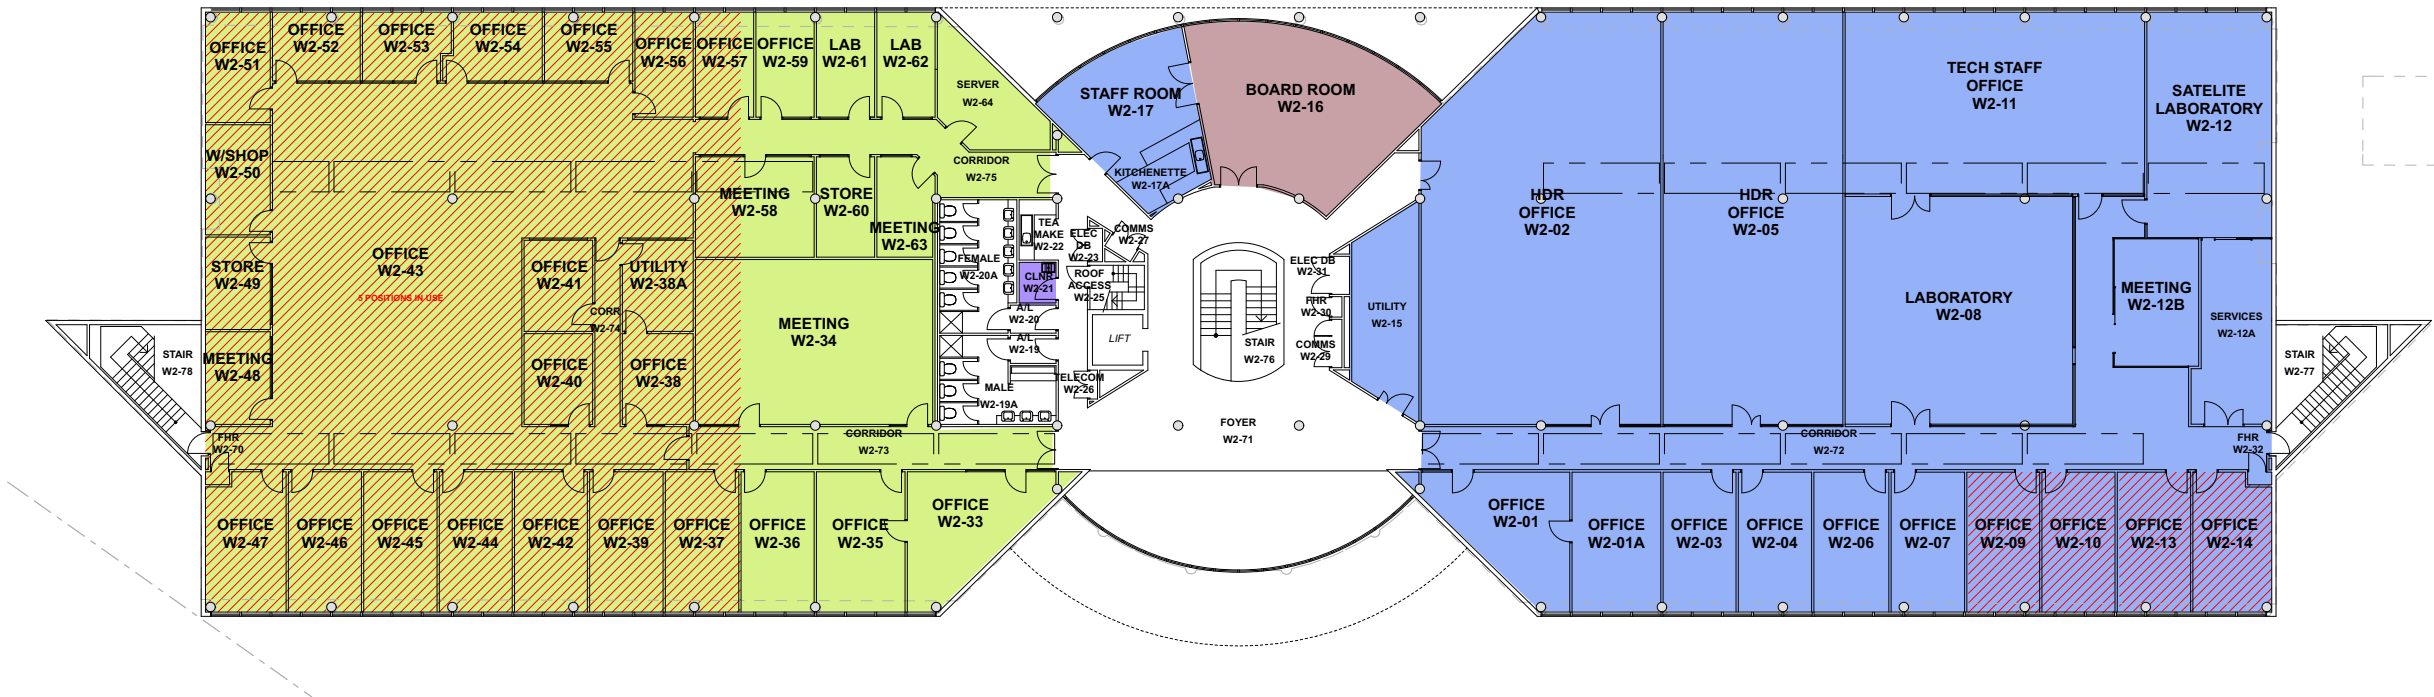 OFFICE
W2-51
OFFICE
W2-52
OFFICE
W2-53
OFFICE
W2-54
OFFICE
W2-55
OFFICE
W2-56
OFFICE
W2-57
OFFICE
W2-59
LAB
W2-61
LAB
W2-62
SERVER
W2-64
STAFF ROOM
W2-17
BOARD ROOM
W2-16
TECH STAFF
OFFICE
W2-11
SATELITE
LABORATORY
W2-12
W/SHOP
W2-50
MEETING
W2-58
STORE
W2-60
MEETING
W2-63
CORRIDOR
W2-75
KITCHENETTE
W2-17A
HDR
OFFICE
W2-02
HDR
OFFICE
W2-05
STORE
W2-49
OFFICE
W2-43
5 POSITIONS IN USE
OFFICE
W2-41
UTILITY
W2-38A
CORR
W2-74
FEMALE
W2-20A
TEA
MAKE
W2-22
ELEC
DB
W2-23
COMMS
W2-27
CLNR
W2-21
ROOF
ACCESS
W2-25
A/L
W2-20
A/L
W2-19
LIFT
STAIR
W2-76
ELEC DB
W2-31
FHR
W2-30
COMMS
W2-29
UTILITY
W2-15
LABORATORY
W2-08
MEETING
W2-12B
SERVICES
W2-12A
STAIR
W2-78
MEETING
W2-48
OFFICE
W2-40
OFFICE
W2-38
MEETING
W2-34
MALE
W2-19A
TELECOM
W2-26
STAIR
W2-77
FHR
W2-70
CORRIDOR
W2-73
FOYER
W2-71
CORRIDOR
W2-72
FHR
W2-32
OFFICE
W2-47
OFFICE
W2-46
OFFICE
W2-45
OFFICE
W2-44
OFFICE
W2-42
OFFICE
W2-39
OFFICE
W2-37
OFFICE
W2-36
OFFICE
W2-35
OFFICE
W2-33
OFFICE
W2-01
OFFICE
W2-01A
OFFICE
W2-03
OFFICE
W2-04
OFFICE
W2-06
OFFICE
W2-07
OFFICE
W2-09
OFFICE
W2-10
OFFICE
W2-13
OFFICE
W2-14